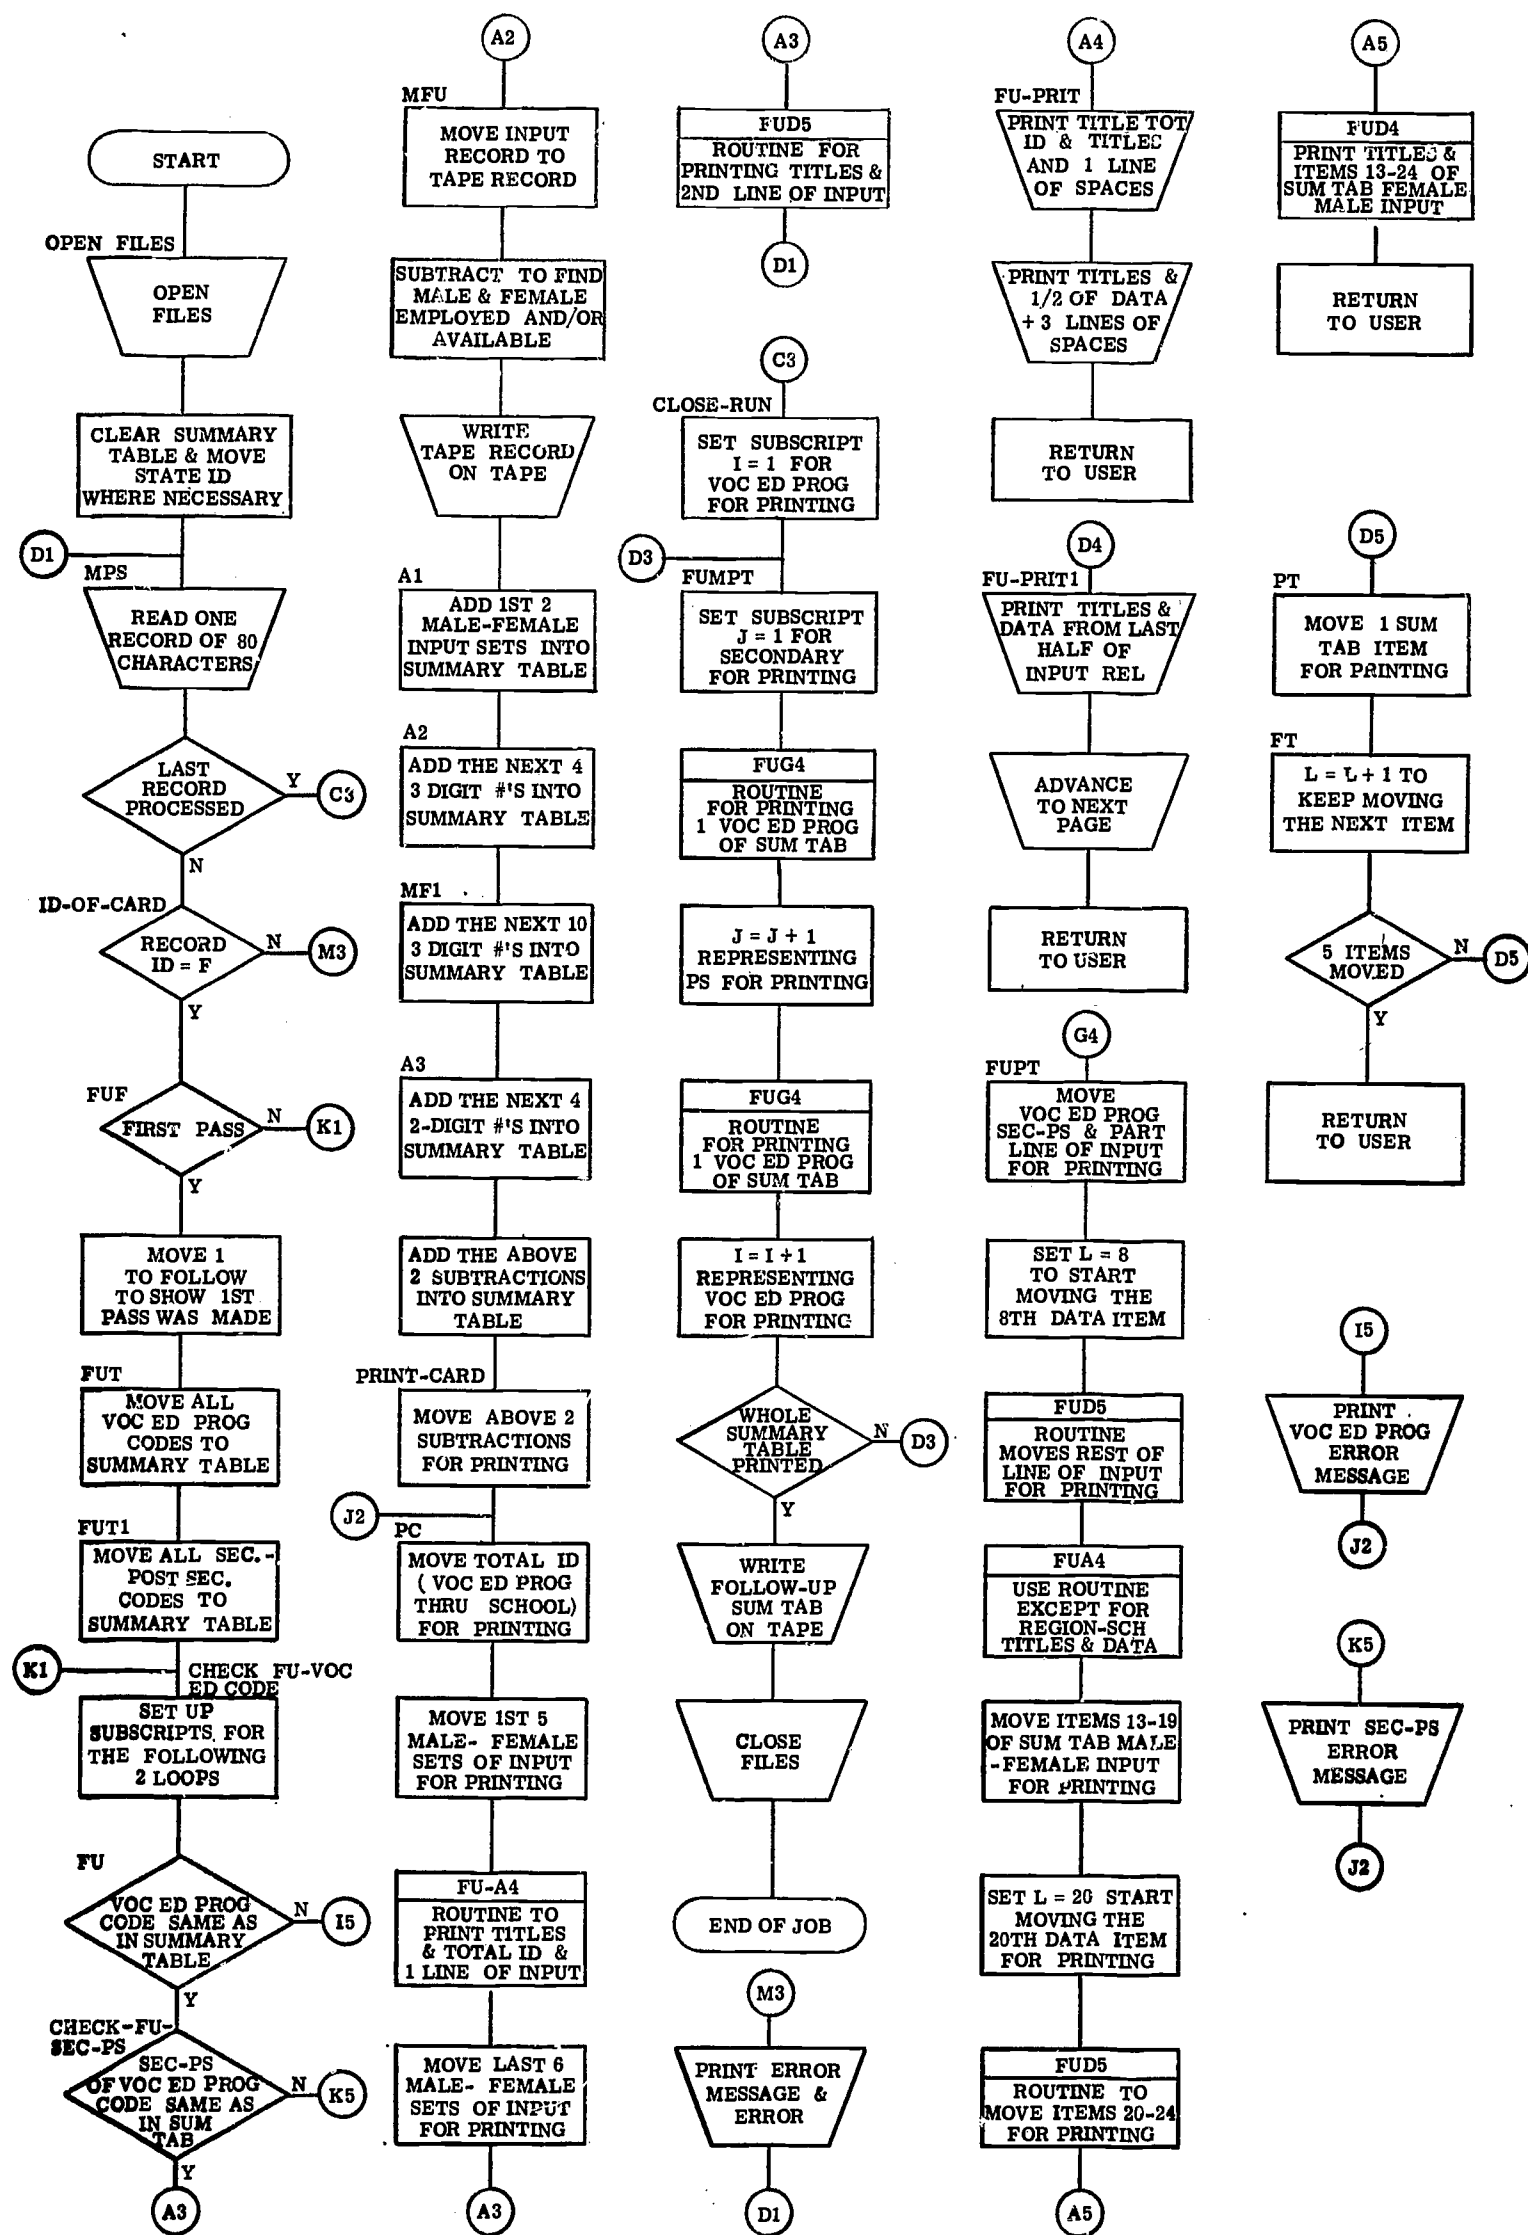 START
OPEN FILES
OPEN
FILES
CLEAR SUMMARY
TABLE & MOVE
STATE ID
WHERE NECESSARY
D1
MPS
READ ONE
RECORD OF 80
CHARACTERS
LAST
RECORD
PROCESSED
Y
C3
N
ID-OF-CARD
RECORD
ID = F
N
M3
Y
FUF
FIRST PASS
N
K1
Y
MOVE 1
TO FOLLOW
TO SHOW 1ST
PASS WAS MADE
FUT
MOVE ALL
VOC ED PROG
CODES TO
SUMMARY TABLE
FUT1
MOVE ALL SEC.-
POST SEC.
CODES TO
SUMMARY TABLE
K1
CHECK FU-VOC
ED CODE
SET UP
SUBSCRIPTS FOR
THE FOLLOWING
2 LOOPS
FU
VOC ED PROG
CODE SAME AS
IN SUMMARY
TABLE
N
I5
Y
CHECK-FU-
SEC-PS
SEC-PS
OF VOC ED PROG
CODE SAME AS
IN SUM
TAB
N
K5
Y
A3
A2
MFU
MOVE INPUT
RECORD TO
TAPE RECORD
SUBTRACT TO FIND
MALE & FEMALE
EMPLOYED AND/OR
AVAILABLE
WRITE
TAPE RECORD
ON TAPE
A1
ADD 1ST 2
MALE-FEMALE
INPUT SETS INTO
SUMMARY TABLE
A2
ADD THE NEXT 4
3 DIGIT #'S INTO
SUMMARY TABLE
MF1
ADD THE NEXT 10
3 DIGIT #'S INTO
SUMMARY TABLE
A3
ADD THE NEXT 4
2-DIGIT #'S INTO
SUMMARY TABLE
ADD THE ABOVE
2 SUBTRACTIONS
INTO SUMMARY
TABLE
PRINT-CARD
MOVE ABOVE 2
SUBTRACTIONS
FOR PRINTING
J2
PC
MOVE TOTAL ID
( VOC ED PROG
THRU SCHOOL)
FOR PRINTING
MOVE 1ST 5
MALE- FEMALE
SETS OF INPUT
FOR PRINTING
FU-A4
ROUTINE TO
PRINT TITLES
& TOTAL ID &
1 LINE OF INPUT
MOVE LAST 6
MALE- FEMALE
SETS OF INPUT
FOR PRINTING
A3
A3
FUD5
ROUTINE FOR
PRINTING TITLES &
2ND LINE OF INPUT
D1
C3
CLOSE-RUN
SET SUBSCRIPT
I = 1 FOR
VOC ED PROG
FOR PRINTING
D3
FUMPT
SET SUBSCRIPT
J = 1 FOR
SECONDARY
FOR PRINTING
FUG4
ROUTINE
FOR PRINTING
1 VOC ED PROG
OF SUM TAB
J = J + 1
REPRESENTING
PS FOR PRINTING
FUG4
ROUTINE
FOR PRINTING
1 VOC ED PROG
OF SUM TAB
I = I + 1
REPRESENTING
VOC ED PROG
FOR PRINTING
WHOLE
SUMMARY
TABLE
PRINTED
N
D3
Y
WRITE
FOLLOW-UP
SUM TAB
ON TAPE
CLOSE
FILES
END OF JOB
M3
PRINT ERROR
MESSAGE &
ERROR
D1
A4
FU-PRIT
PRINT TITLE TOT
ID & TITLES
AND 1 LINE
OF SPACES
PRINT TITLES &
1/2 OF DATA
+ 3 LINES OF
SPACES
RETURN
TO USER
D4
FU-PRIT1
PRINT TITLES &
DATA FROM LAST
HALF OF
INPUT REL
ADVANCE
TO NEXT
PAGE
RETURN
TO USER
G4
FUPT
MOVE
VOC ED PROG
SEC-PS & PART
LINE OF INPUT
FOR PRINTING
SET L = 8
TO START
MOVING THE
8TH DATA ITEM
FUD5
ROUTINE
MOVES REST OF
LINE OF INPUT
FOR PRINTING
FUA4
USE ROUTINE
EXCEPT FOR
REGION-SCH
TITLES & DATA
MOVE ITEMS 13-19
OF SUM TAB MALE
-FEMALE INPUT
FOR PRINTING
SET L = 20 START
MOVING THE
20TH DATA ITEM
FOR PRINTING
FUD5
ROUTINE TO
MOVE ITEMS 20-24
FOR PRINTING
A5
A5
FUD4
PRINT TITLES &
ITEMS 13-24 OF
SUM TAB FEMALE
MALE INPUT
RETURN
TO USER
D5
PT
MOVE 1 SUM
TAB ITEM
FOR PRINTING
FT
L = L + 1 TO
KEEP MOVING
THE NEXT ITEM
5 ITEMS
MOVED
N
D5
Y
RETURN
TO USER
I5
PRINT
VOC ED PROG
ERROR
MESSAGE
J2
K5
PRINT SEC-PS
ERROR
MESSAGE
J2